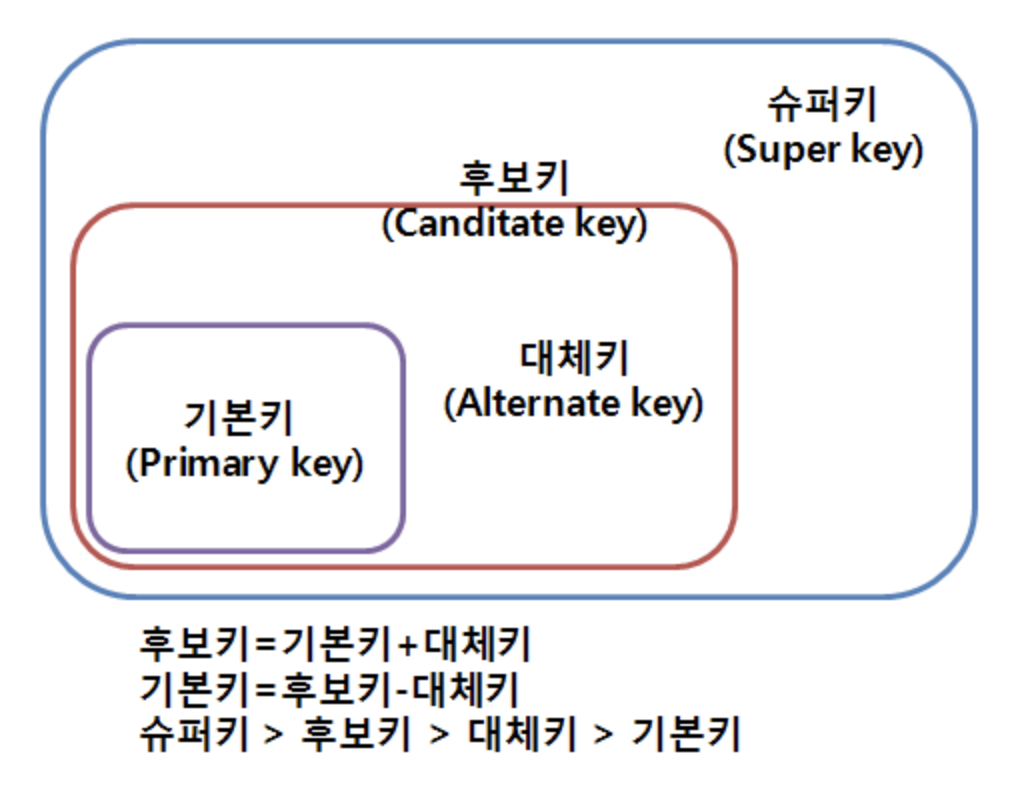 슈퍼키
(Super key)
후보키
(Canditate key)
대체키
(Alternate key)
기본키
(Primary key)
후보키=기본키+대체키
기본키=후보키-대체키
슈퍼키 > 후보키 > 대체키 > 기본키